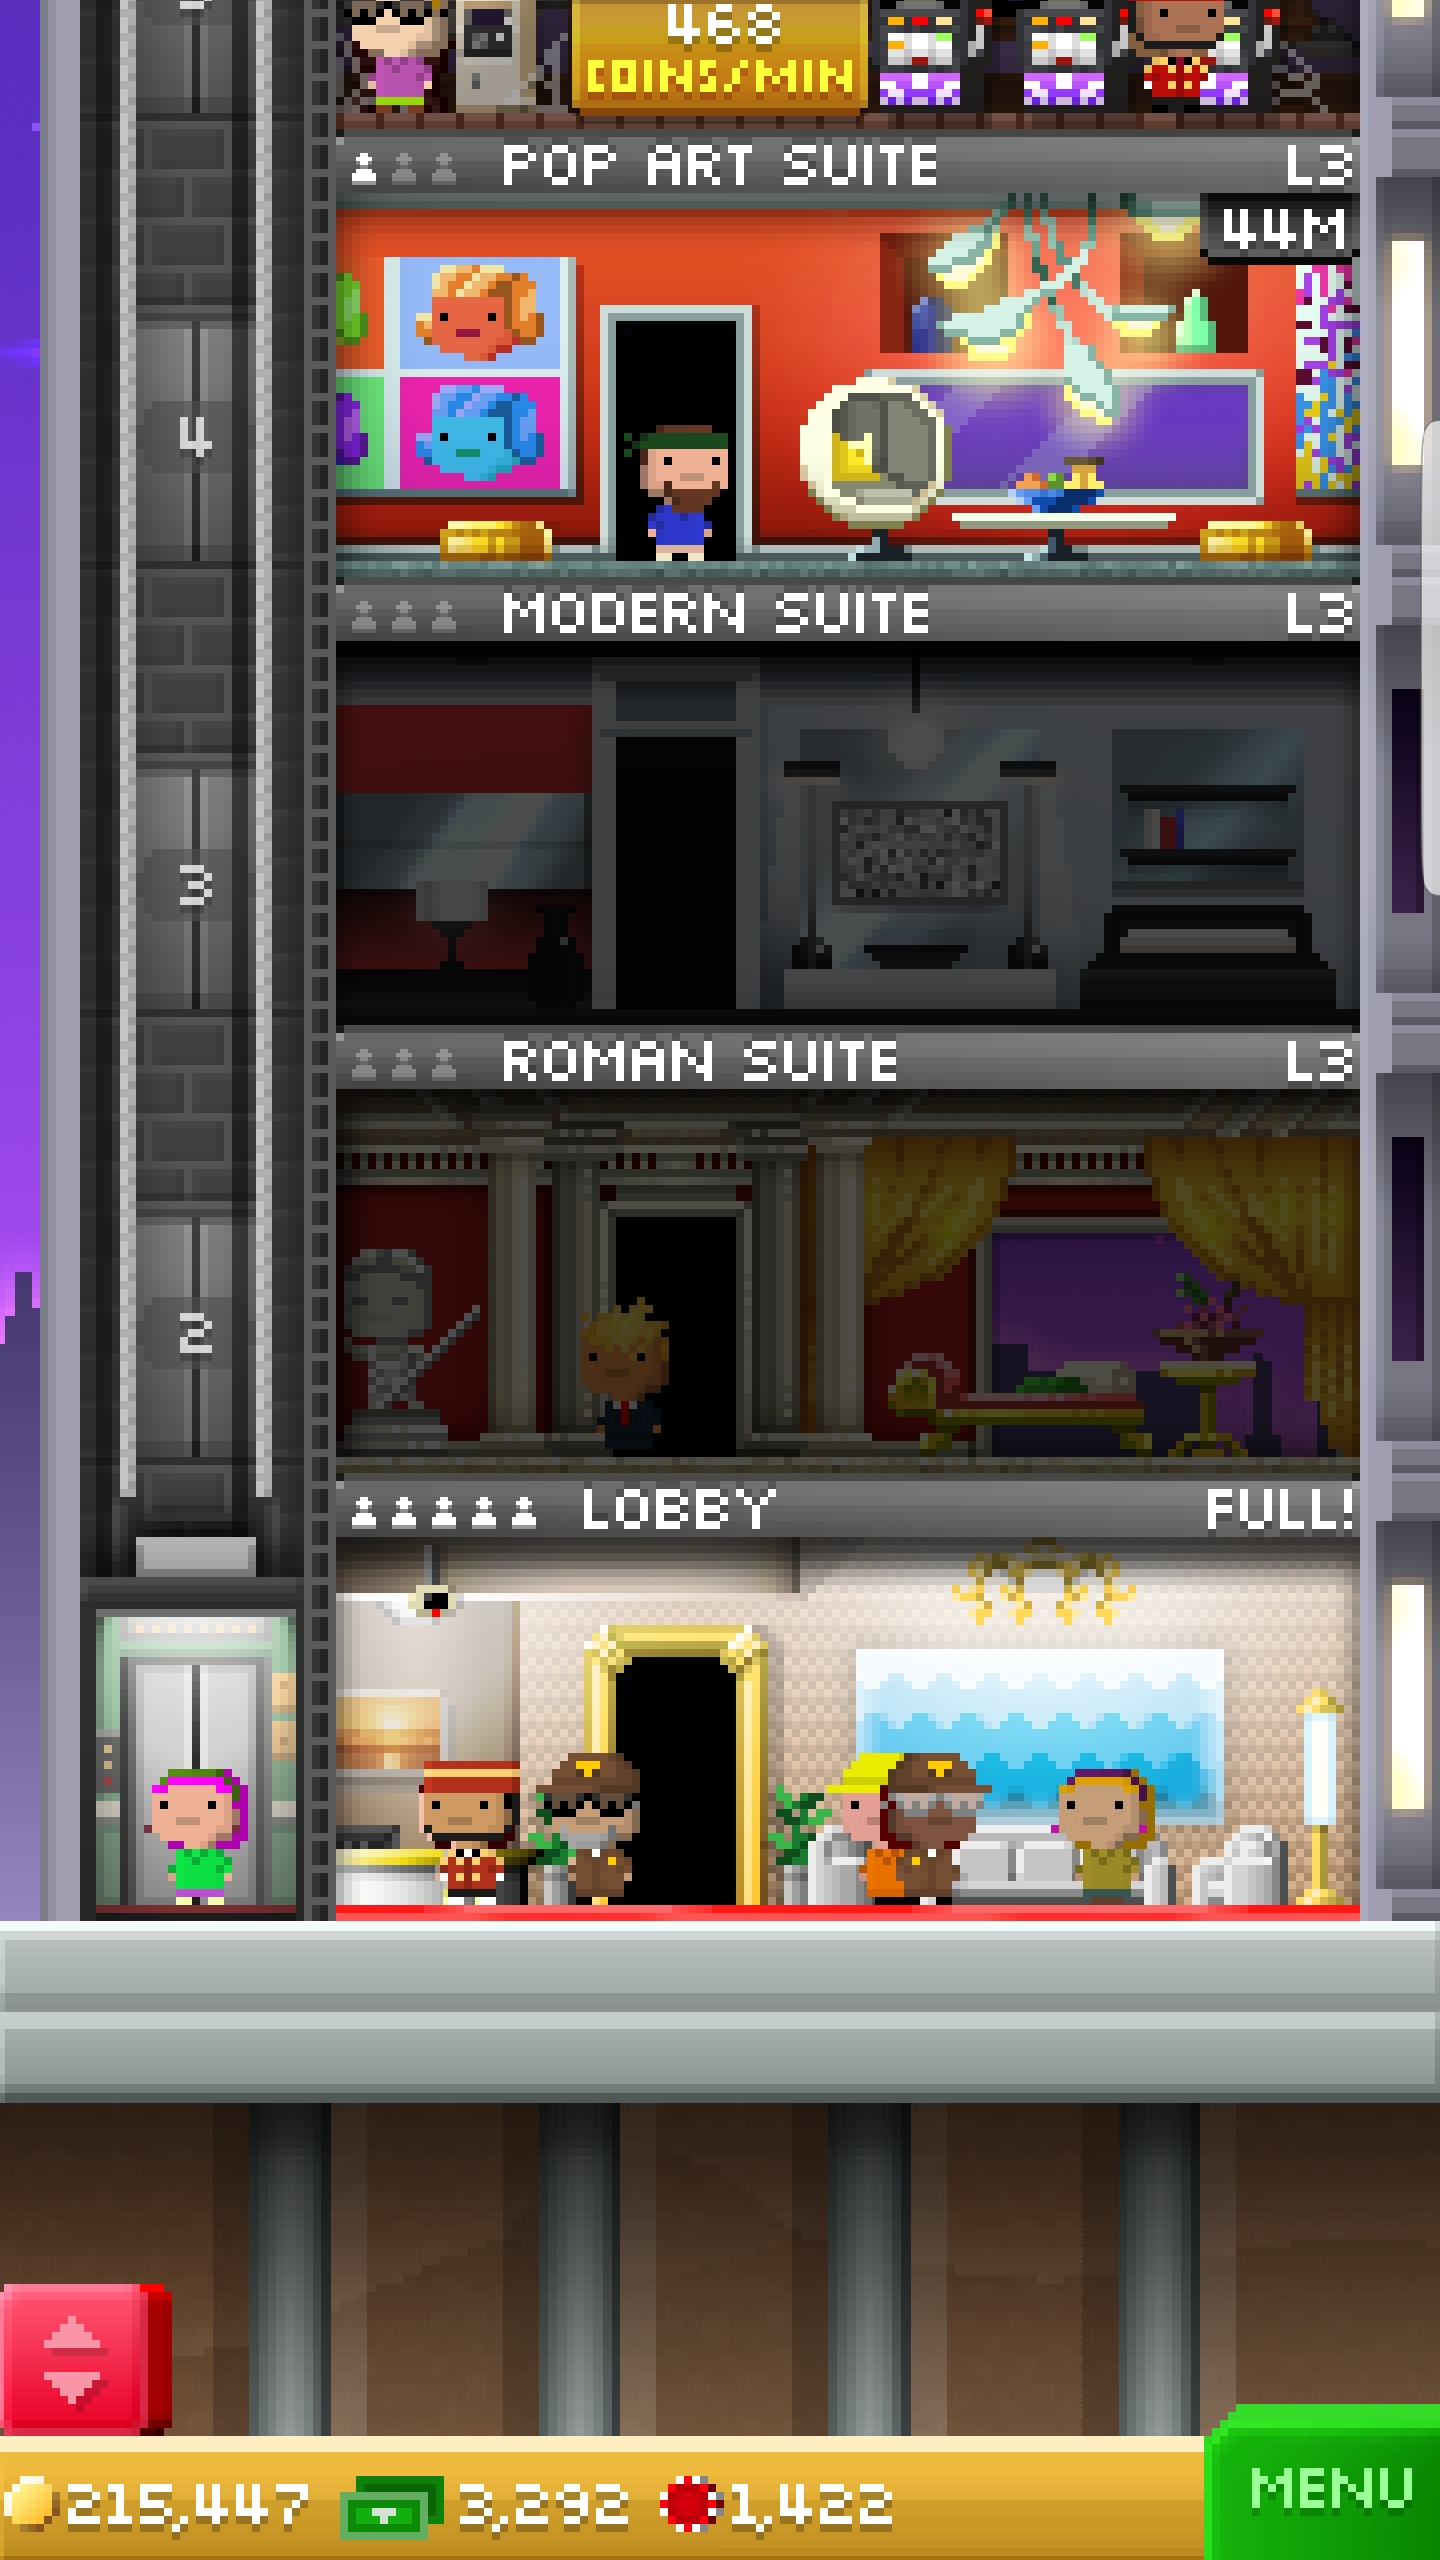 468
COINS/MIN
POP ART SUITE L3
44M
4
MODERN SUITE L3
3
ROMAN SUITE L3
2
LOBBY FULL!
215,447 3,292 1,422
MENU